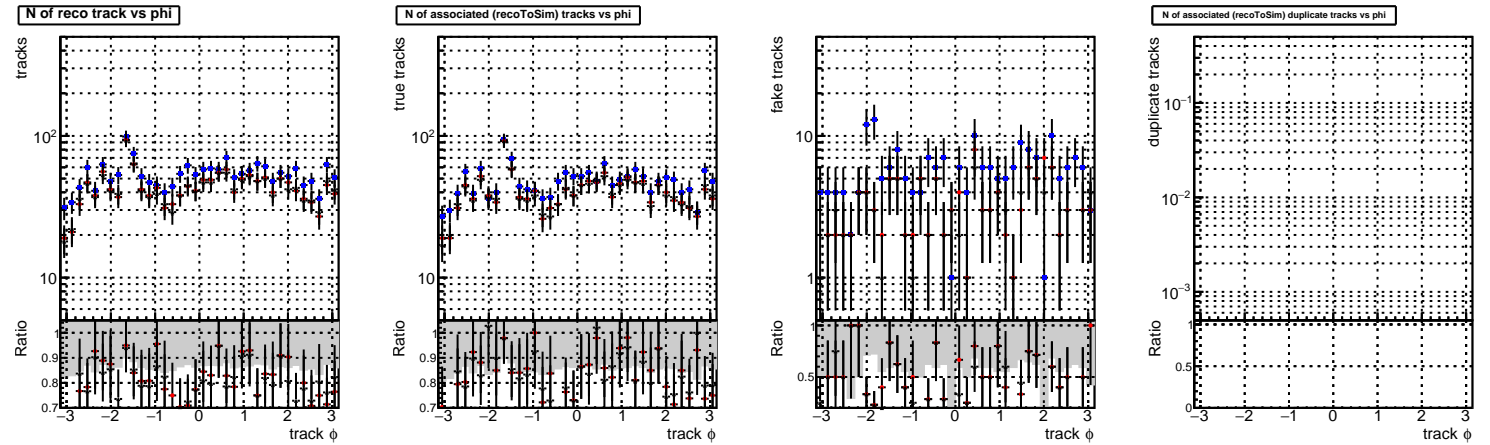 N of reco track vs phi
tracks
10²
10
Ratio
1
0.9
0.8
0.7
−3 −2 −1 0 1 2 3
track ϕ
N of associated (recoToSim) tracks vs phi
true tracks
10²
10
Ratio
1
0.9
0.8
0.7
−3 −2 −1 0 1 2 3
track ϕ
fake tracks
10
1
Ratio
1
0.5
−3 −2 −1 0 1 2 3
track ϕ
N of associated (recoToSim) duplicate tracks vs phi
duplicate tracks
10⁻¹
10⁻²
10⁻³
Ratio
1
0.5
0
−3 −2 −1 0 1 2 3
track ϕ